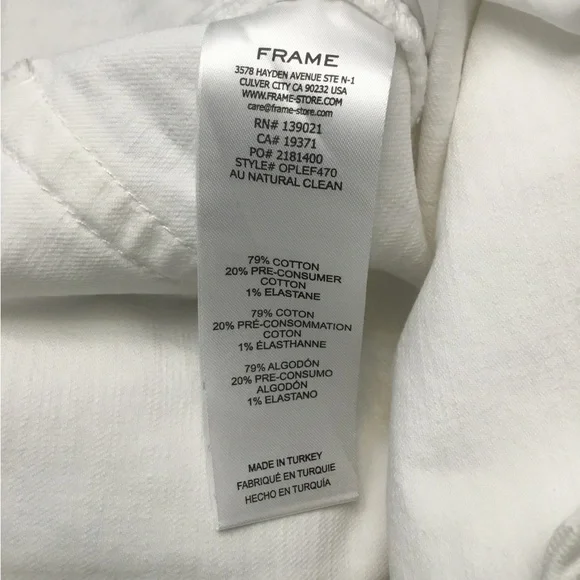 FRAME
3578 HAYDEN AVENUE STE N-1
CULVER CITY CA 90232 USA
WWW.FRAME-STORE.COM
care@frame-store.com
RN# 139021
CA# 19371
PO# 2181400
STYLE# OPLEF470
AU NATURAL CLEAN
79% COTTON
20% PRE-CONSUMER
COTTON
1% ELASTANE
79% COTON
20% PRÉ-CONSOMMATION
COTON
1% ÉLASTHANNE
79% ALGODÓN
20% PRE-CONSUMO
ALGODÓN
1% ELASTANO
MADE IN TURKEY
FABRIQUÉ EN TURQUIE
HECHO EN TURQUÍA